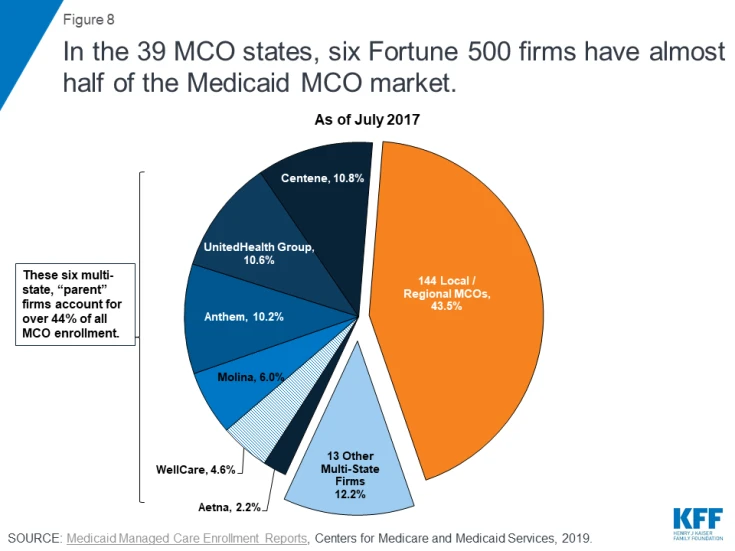 Figure 8
In the 39 MCO states, six Fortune 500 firms have almost
half of the Medicaid MCO market.
As of July 2017
Centene, 10.8%
UnitedHealth Group,
10.6%
Anthem, 10.2%
Molina, 6.0%
WellCare, 4.6%
Aetna, 2.2%
144 Local /
Regional MCOs,
43.5%
13 Other
Multi-State
Firms
12.2%
These six multi-
state, “parent”
firms account for
over 44% of all
MCO enrollment.
SOURCE: Medicaid Managed Care Enrollment Reports, Centers for Medicare and Medicaid Services, 2019.
KFF
HENRY J KAISER
FAMILY FOUNDATION